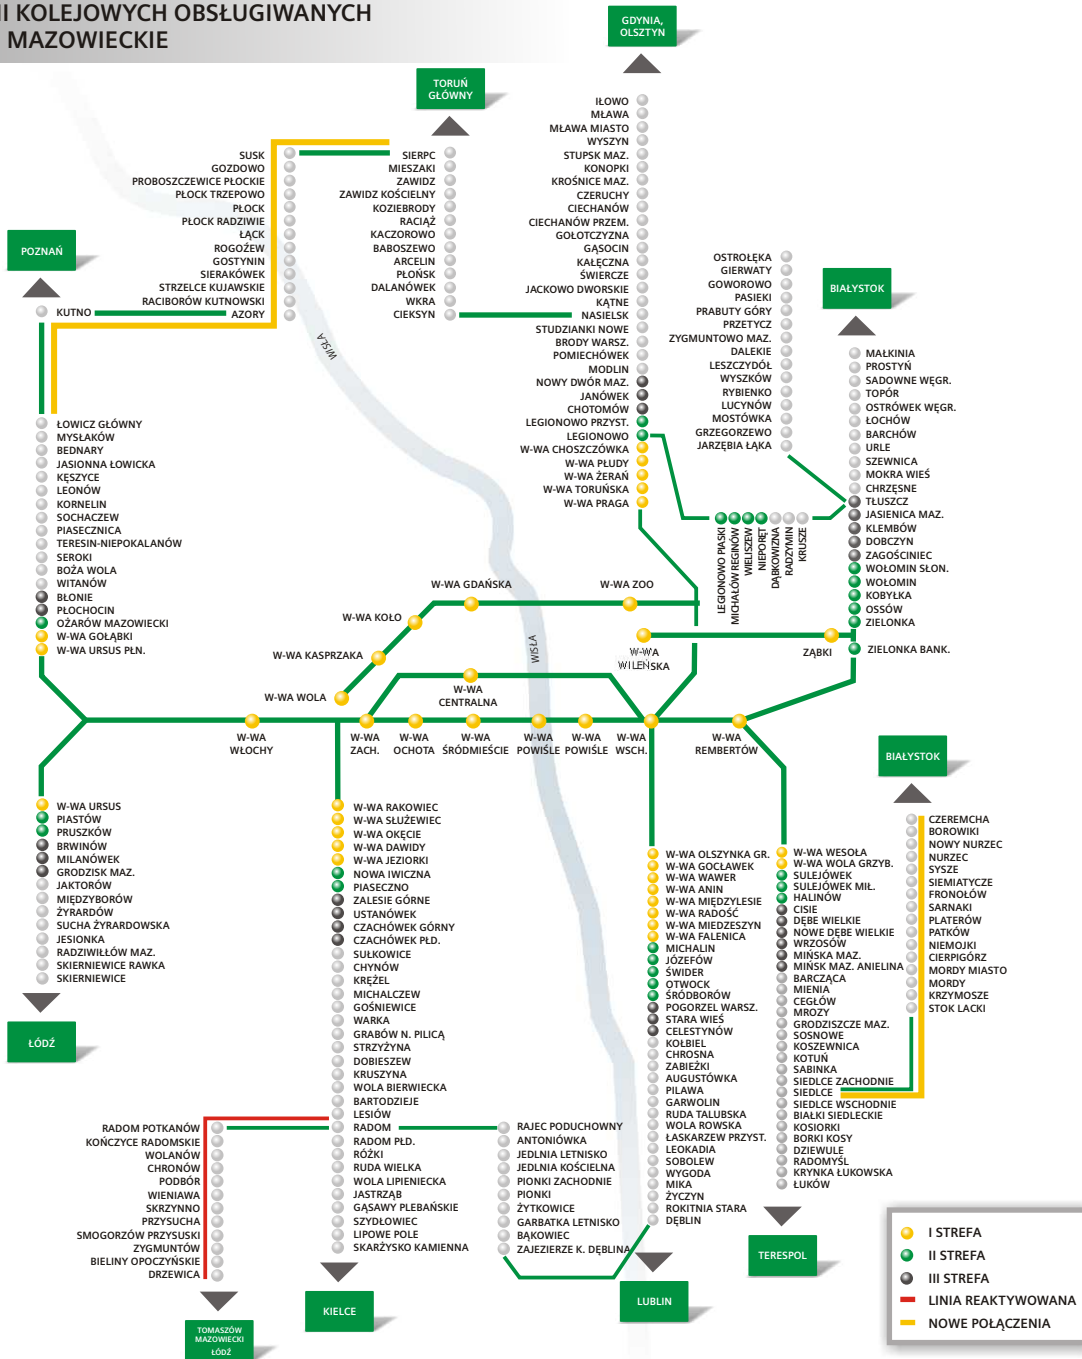 II KOLEJOWYCH OBSŁUGIWANYCH
MAZOWIECKIE
GDYNIA,
OLSZTYN
TORUŃ
GŁÓWNY
POZNAŃ
BIAŁYSTOK
SUSK
GOZDOWO
PROBOSZCZEWICE PŁOCKIE
PŁOCK TRZEPOWO
PŁOCK
PŁOCK RADZIWIE
ŁĄCK
ROGOŹEW
GOSTYNIN
SIERAKÓWEK
STRZELCE KUJAWSKIE
RACIBORÓW KUTNOWSKI
AZORY
KUTNO
SIERPC
MIESZAKI
ZAWIDZ
ZAWIDZ KOŚCIELNY
KOZIEBRODY
RACIĄŻ
KACZOROWO
BABOSZEWO
ARCELIN
PŁOŃSK
DALANÓWEK
WKRA
CIEKSYN
IŁOWO
MŁAWA
MŁAWA MIASTO
WYSZYN
STUPSK MAZ.
KONOPKI
KROŚNICE MAZ.
CZERUCHY
CIECHANÓW
CIECHANÓW PRZEM.
GOŁOTCZYZNA
GĄSOCIN
KAŁĘCZNA
ŚWIERCZE
JACKOWO DWORSKIE
KĄTNE
NASIELSK
STUDZIANKI NOWE
BRODY WARSZ.
POMIECHÓWEK
MODLIN
NOWY DWÓR MAZ.
JANÓWEK
CHOTOMÓW
LEGIONOWO PRZYST.
LEGIONOWO
W-WA CHOSZCZÓWKA
W-WA PŁUDY
W-WA ŻERAŃ
W-WA TORUŃSKA
W-WA PRAGA
OSTROŁĘKA
GIERWATY
GOWOROWO
PASIEKI
PRABUTY GÓRY
PRZETYCZ
ZYGMUNTOWO MAZ.
DALEKIE
LESZCZYDÓŁ
WYSZKÓW
RYBIENKO
LUCYNÓW
MOSTÓWKA
GRZEGORZEWO
JARZĘBIA ŁĄKA
MAŁKINIA
PROSTYŃ
SADOWNE WĘGR.
TOPÓR
OSTRÓWEK WĘGR.
ŁOCHÓW
BARCHÓW
URLE
SZEWNICA
MOKRA WIEŚ
CHRZĘSNE
TŁUSZCZ
JASIENICA MAZ.
KLEMBÓW
DOBCZYN
ZAGOŚCINIEC
WOŁOMIN SŁON.
WOŁOMIN
KOBYŁKA
OSSÓW
ZIELONKA
ZIELONKA BANK.
LEGIONOWO PIASKI
MICHAŁÓW REGINÓW
WIELISZEW
NIEPORĘT
DĄBKOWIZNA
RADZYMIN
KRUSZE
ŁOWICZ GŁÓWNY
MYSŁAKÓW
BEDNARY
JASIONNA ŁOWICKA
KĘSZYCE
LEONÓW
KORNELIN
SOCHACZEW
PIASECZNICA
TERESIN-NIEPOKALANÓW
SEROKI
BOŻA WOLA
WITANÓW
BŁONIE
PŁOCHOCIN
OŻARÓW MAZOWIECKI
W-WA GOŁĄBKI
W-WA URSUS PŁN.
WISŁA
WISŁA
W-WA GDAŃSKA
W-WA ZOO
W-WA KOŁO
W-WA KASPRZAKA
W-WA WOLA
W-WA
CENTRALNA
W-WA
WILEŃSKA
ZĄBKI
W-WA
WŁOCHY
W-WA
ZACH.
W-WA
OCHOTA
W-WA
ŚRÓDMIEŚCIE
W-WA
POWIŚLE
W-WA
POWIŚLE
W-WA
WSCH.
W-WA
REMBERTÓW
W-WA URSUS
PIASTÓW
PRUSZKÓW
BRWINÓW
MILANÓWEK
GRODZISK MAZ.
JAKTORÓW
MIĘDZYBORÓW
ŻYRARDÓW
SUCHA ŻYRARDOWSKA
JESIONKA
RADZIWIŁŁÓW MAZ.
SKIERNIEWICE RAWKA
SKIERNIEWICE
ŁÓDŹ
W-WA RAKOWIEC
W-WA SŁUŻEWIEC
W-WA OKĘCIE
W-WA DAWIDY
W-WA JEZIORKI
NOWA IWICZNA
PIASECZNO
ZALESIE GÓRNE
USTANÓWEK
CZACHÓWEK GÓRNY
CZACHÓWEK PŁD.
SUŁKOWICE
CHYNÓW
KRĘŻEL
MICHALCZEW
GOŚNIEWICE
WARKA
GRABÓW N. PILICĄ
STRZYŻYNA
DOBIESZEW
KRUSZYNA
WOLA BIERWIECKA
BARTODZIEJE
LESIÓW
RADOM
RADOM PŁD.
RÓŻKI
RUDA WIELKA
WOLA LIPIENIECKA
JASTRZĄB
GĄSAWY PLEBAŃSKIE
SZYDŁOWIEC
LIPOWE POLE
SKARŻYSKO KAMIENNA
KIELCE
RADOM POTKANÓW
KOŃCZYCE RADOMSKIE
WOLANÓW
CHRONÓW
PODBÓR
WIENIAWA
SKRZYNNO
PRZYSUCHA
SMOGORZÓW PRZYSUSKI
ZYGMUNTÓW
BIELINY OPOCZYŃSKIE
DRZEWICA
TOMASZÓW
MAZOWIECKI
ŁÓDŹ
RAJEC PODUCHOWNY
ANTONIÓWKA
JEDLNIA LETNISKO
JEDLNIA KOŚCIELNA
PIONKI ZACHODNIE
PIONKI
ŻYTKOWICE
GARBATKA LETNISKO
BĄKOWIEC
ZAJEZIERZE K. DĘBLINA
W-WA OLSZYNKA GR.
W-WA GOCŁAWEK
W-WA WAWER
W-WA ANIN
W-WA MIĘDZYLESIE
W-WA RADOŚĆ
W-WA MIEDZESZYN
W-WA FALENICA
MICHALIN
JÓZEFÓW
ŚWIDER
OTWOCK
ŚRÓDBORÓW
POGORZEL WARSZ.
STARA WIEŚ
CELESTYNÓW
KOŁBIEL
CHROSNA
ZABIEŻKI
AUGUSTÓWKA
PILAWA
GARWOLIN
RUDA TALUBSKA
WOLA ROWSKA
ŁASKARZEW PRZYST.
LEOKADIA
SOBOLEW
WYGODA
MIKA
ŻYCZYN
ROKITNIA STARA
DĘBLIN
LUBLIN
W-WA WESOŁA
W-WA WOLA GRZYB.
SULEJÓWEK
SULEJÓWEK MIŁ.
HALINÓW
CISIE
DĘBE WIELKIE
NOWE DĘBE WIELKIE
WRZOSÓW
MIŃSKA MAZ.
MIŃSK MAZ. ANIELINA
BARCZĄCA
MIENIA
CEGŁÓW
MROZY
GRODZISZCZE MAZ.
SOSNOWE
KOSZEWNICA
KOTUŃ
SABINKA
SIEDLCE ZACHODNIE
SIEDLCE
SIEDLCE WSCHODNIE
BIAŁKI SIEDLECKIE
KOSIORKI
BORKI KOSY
DZIEWULE
RADOMYŚL
KRYNKA ŁUKOWSKA
ŁUKÓW
TERESPOL
BIAŁYSTOK
CZEREMCHA
BOROWIKI
NOWY NURZEC
NURZEC
SYSZE
SIEMIATYCZE
FRONOŁÓW
SARNAKI
PLATERÓW
PATKÓW
NIEMOJKI
CIERPIGÓRZ
MORDY MIASTO
MORDY
KRZYMOSZE
STOK LACKI
I STREFA
II STREFA
III STREFA
LINIA REAKTYWOWANA
NOWE POŁĄCZENIA